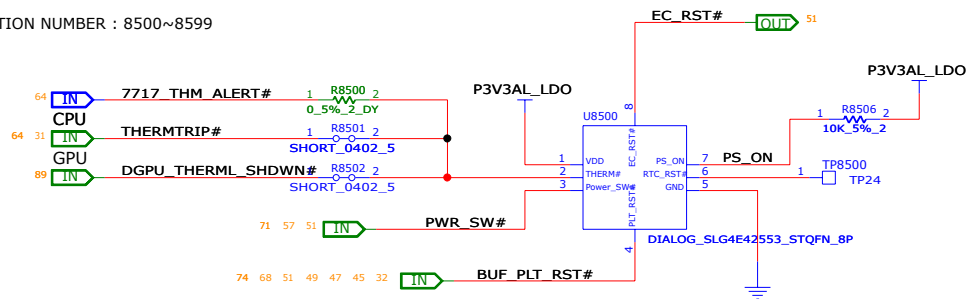 EC_RST#
OUT 51
TION NUMBER : 8500~8599
P3V3AL_LDO
P3V3AL_LDO
64 IN 7717_THM_ALERT# 1 R8500 2
0_5%_2_DY
CPU
64 31 IN THERMTRIP# 1 R8501 2
SHORT_0402_5
GPU
89 IN DGPU_THERML_SHDWN# 1 R8502 2
SHORT_0402_5
1 R8506 2
10K_5%_2
U8500
8
EC_RST#
1 VDD PS_ON 7 PS_ON
2 THERM# RTC_RST# 6 1 TP8500
TP24
3 Power_SW# GND 5
PLT_RST#
4
DIALOG_SLG4E42553_STQFN_8P
71 57 51 IN PWR_SW#
74 68 51 49 47 45 32 IN BUF_PLT_RST#